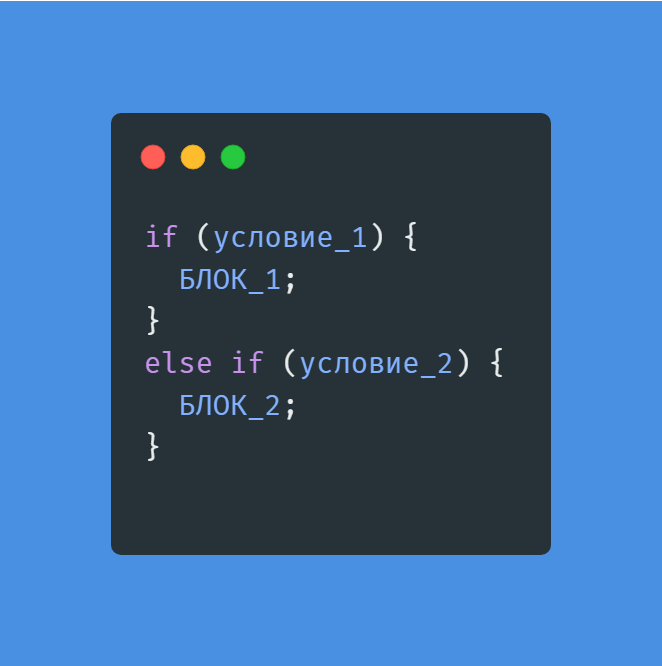 if (условие_1) {
  БЛОК_1;
}
else if (условие_2) {
  БЛОК_2;
}